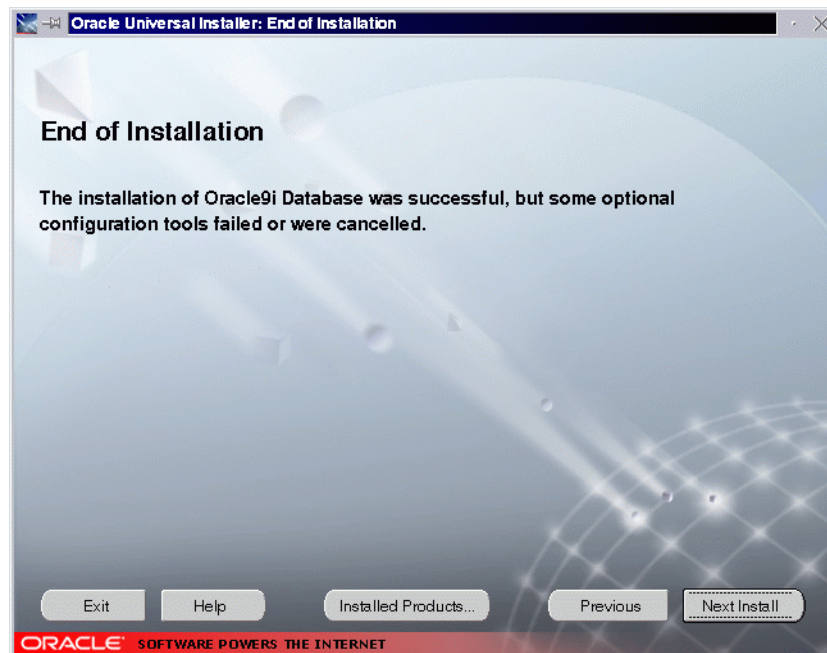 Oracle Universal Installer: End of Installation
End of Installation
The installation of Oracle9i Database was successful, but some optional
configuration tools failed or were cancelled.
Exit
Help
Installed Products...
Previous
Next Install
ORACLE® SOFTWARE POWERS THE INTERNET